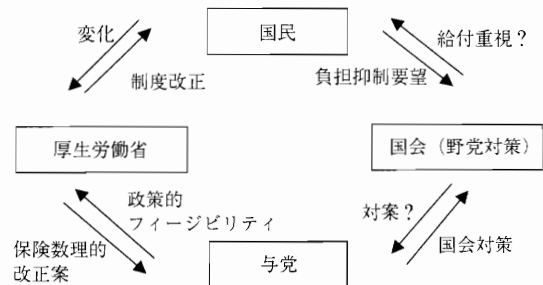 変化
国民
給付重視？
制度改正
負担抑制要望
厚生労働省
国会（野党対策）
政策的
フィージビリティ
対案？
保険数理的
改正案
与党
国会対策